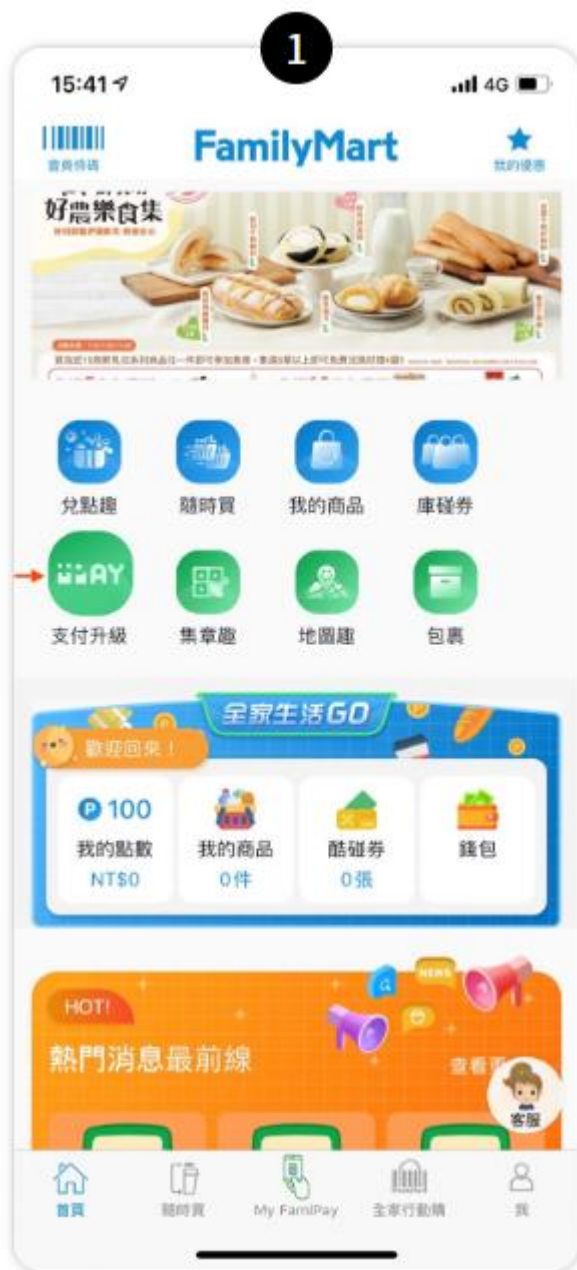 1
15:41
4G
會員條碼
FamilyMart
我的優惠
好農樂食集
兌點趣
隨時買
我的商品
庫碰券
AY
支付升級
集章趣
地圖趣
包裹
全家生活GO
歡迎回來！
P 100
我的點數
NT$0
我的商品
0件
酷碰券
0張
錢包
NEWS
HOT!
熱門消息最前線
查看
客服
首頁
隨時買
My FamiPay
全家行動購
我